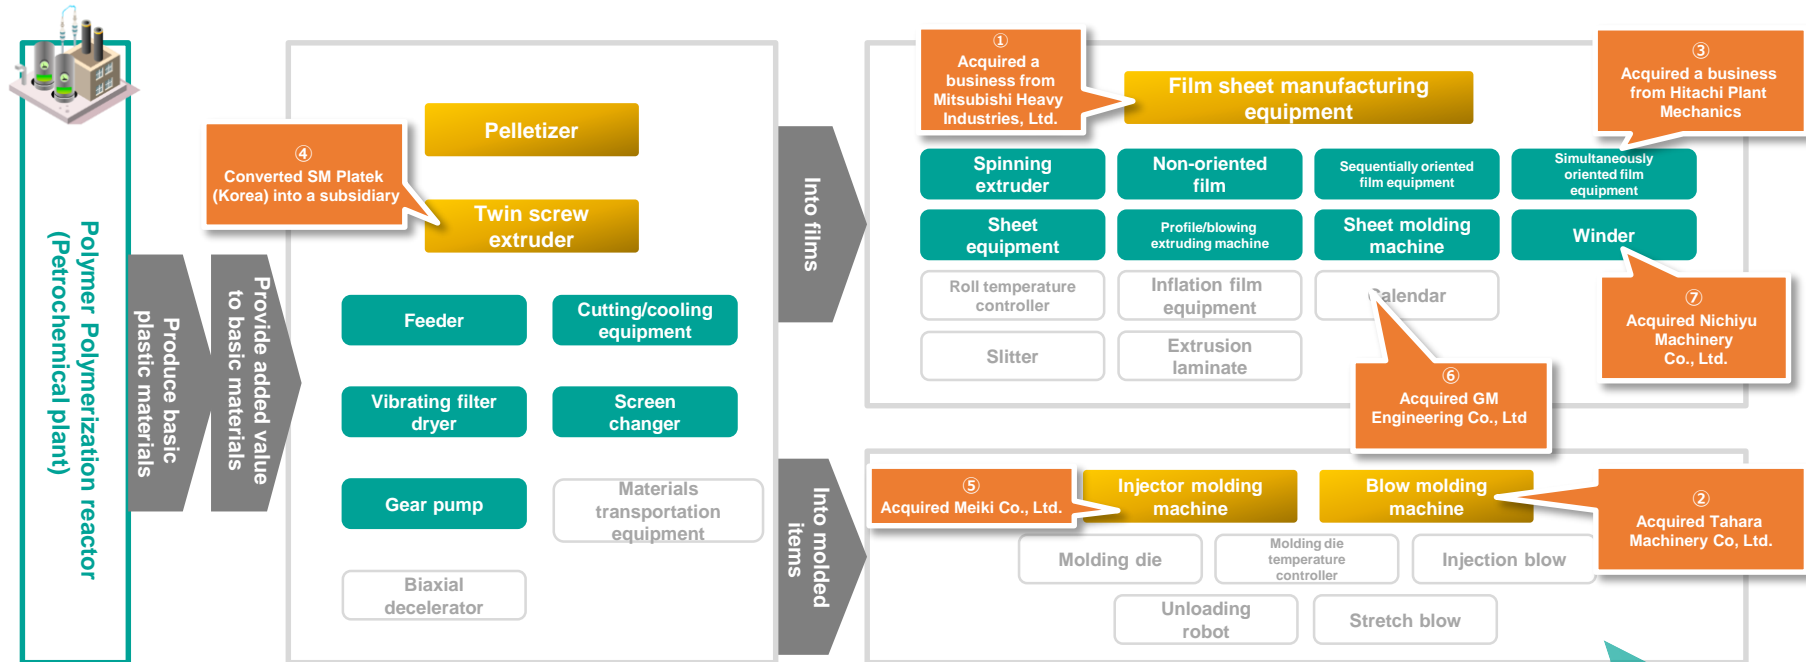 Polymer Polymerization reactor
(Petrochemical plant)
Produce basic
plastic materials
Provide added value
to basic materials
Pelletizer
④
Converted SM Platek
(Korea) into a subsidiary
Twin screw
extruder
Feeder
Cutting/cooling
equipment
Vibrating filter
dryer
Screen
changer
Gear pump
Materials
transportation
equipment
Biaxial
decelerator
Into films
①
Acquired a
business from
Mitsubishi Heavy
Industries, Ltd.
Film sheet manufacturing
equipment
③
Acquired a business
from Hitachi Plant
Mechanics
Spinning
extruder
Non-oriented
film
Sequentially oriented
film equipment
Simultaneously
oriented film
equipment
Sheet
equipment
Profile/blowing
extruding machine
Sheet molding
machine
Winder
Roll temperature
controller
Inflation film
equipment
Calendar
Slitter
Extrusion
laminate
⑦
Acquired Nichiyu
Machinery
Co., Ltd.
⑥
Acquired GM
Engineering Co., Ltd
Into molded
items
⑤
Acquired Meiki Co., Ltd.
Injector molding
machine
Blow molding
machine
②
Acquired Tahara
Machinery Co, Ltd.
Molding die
Molding die
temperature
controller
Injection blow
Unloading
robot
Stretch blow